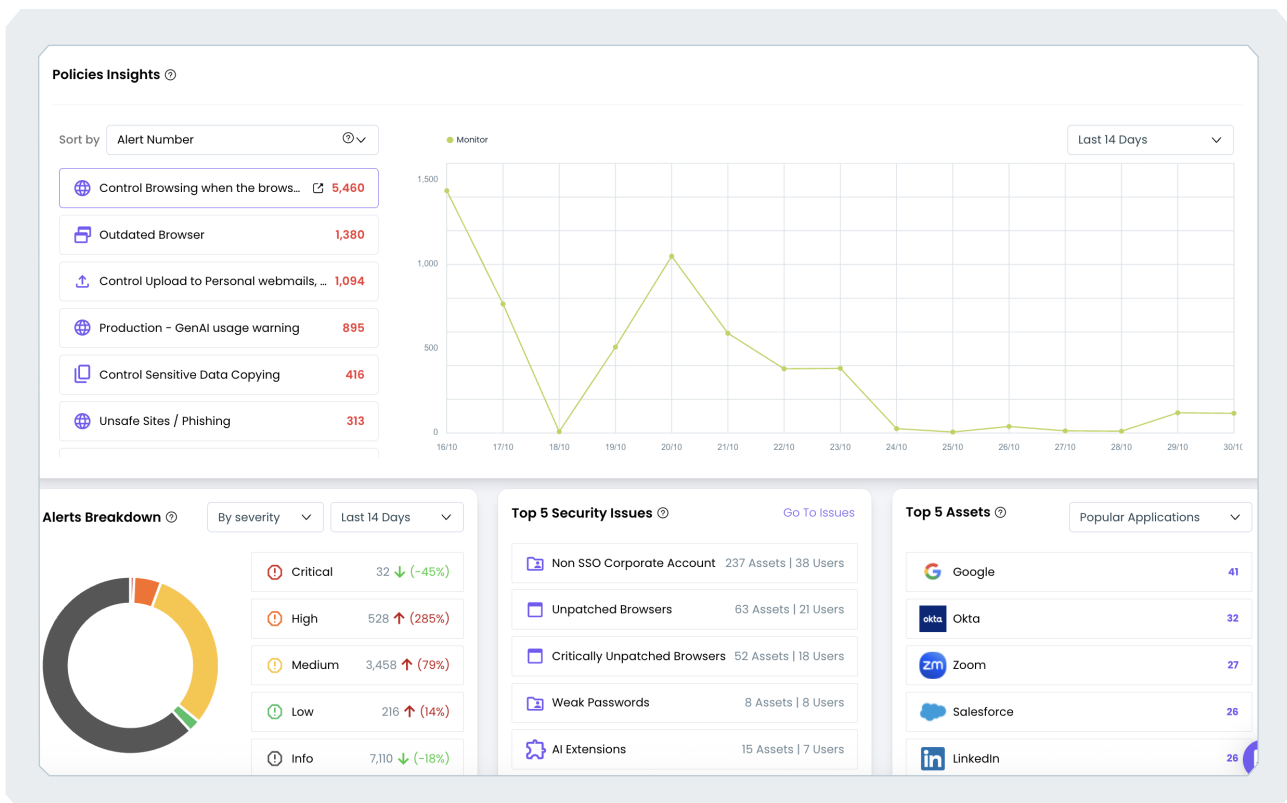 Policies Insights
Sort by
Alert Number
Control Browsing when the brows... 5,460
Outdated Browser 1,380
Control Upload to Personal webmails, ... 1,094
Production - GenAI usage warning 895
Control Sensitive Data Copying 416
Unsafe Sites / Phishing 313
Monitor
Last 14 Days
1,500
1,000
500
0
16/10 17/10 18/10 19/10 20/10 21/10 22/10 23/10 24/10 25/10 26/10 27/10 28/10 29/10 30/10
Alerts Breakdown
By severity
Last 14 Days
Critical 32 (-45%)
High 528 (285%)
Medium 3,458 (79%)
Low 216 (14%)
Info 7,110 (-18%)
Top 5 Security Issues
Go To Issues
Non SSO Corporate Account 237 Assets | 38 Users
Unpatched Browsers 63 Assets | 21 Users
Critically Unpatched Browsers 52 Assets | 18 Users
Weak Passwords 8 Assets | 8 Users
AI Extensions 15 Assets | 7 Users
Top 5 Assets
Popular Applications
Google 41
okta Okta 32
zm Zoom 27
Salesforce 26
in LinkedIn 26